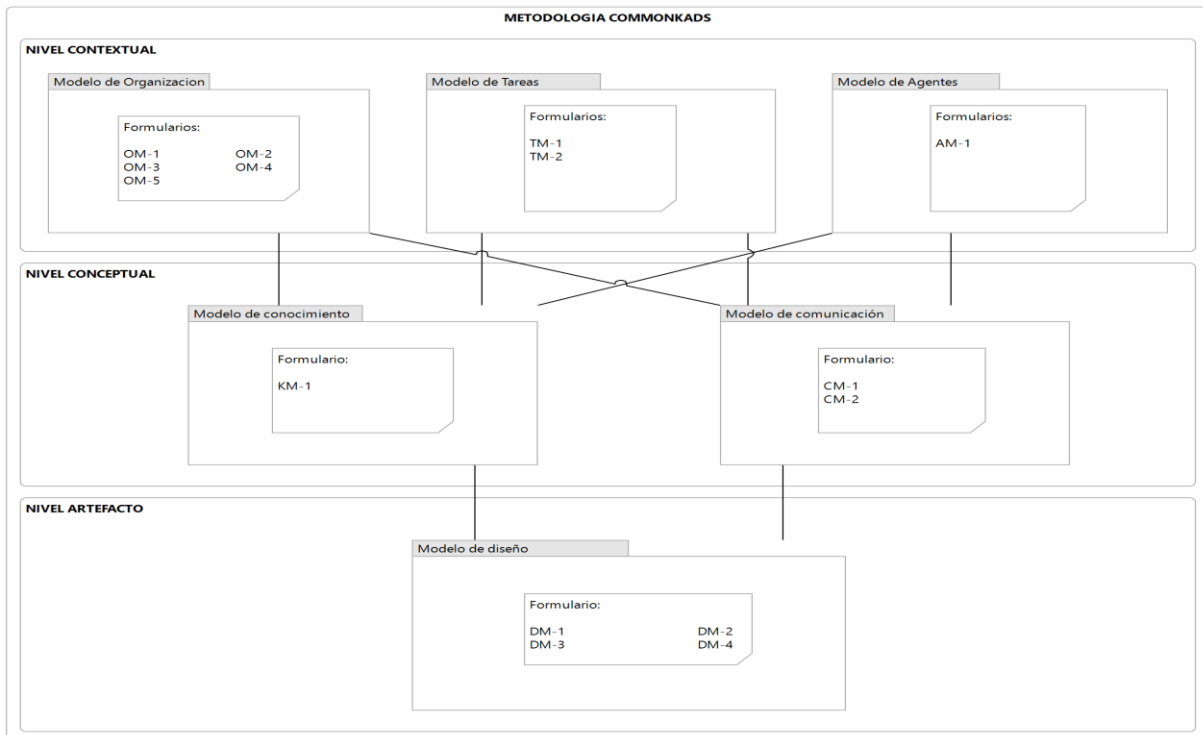 METODOLOGIA COMMONKADS
NIVEL CONTEXTUAL
Modelo de Organizacion
Formularios:
OM-1 OM-2
OM-3 OM-4
OM-5
Modelo de Tareas
Formularios:
TM-1
TM-2
Modelo de Agentes
Formularios:
AM-1
NIVEL CONCEPTUAL
Modelo de conocimiento
Formulario:
KM-1
Modelo de comunicación
Formulario:
CM-1
CM-2
NIVEL ARTEFACTO
Modelo de diseño
Formulario:
DM-1 DM-2
DM-3 DM-4